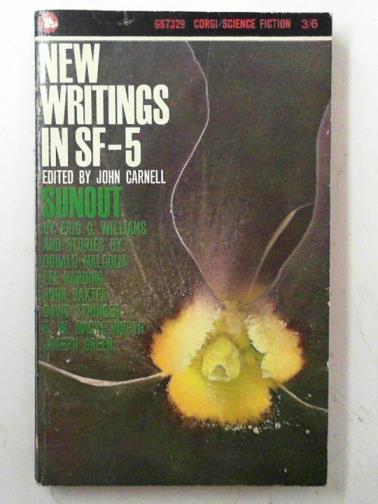 GS7329 CORGI/SCIENCE FICTION 3/6
NEW
WRITINGS
IN SF-5
EDITED BY JOHN CARNELL
SUNOUT
BY ERIC C. WILLIAMS
AND STORIES BY
DONALD MALCOLM
LEE HARDING
JOHN BAXTER
DAVID STRINGER
R. W. MACKELWORTH
JOSEPH GREEN